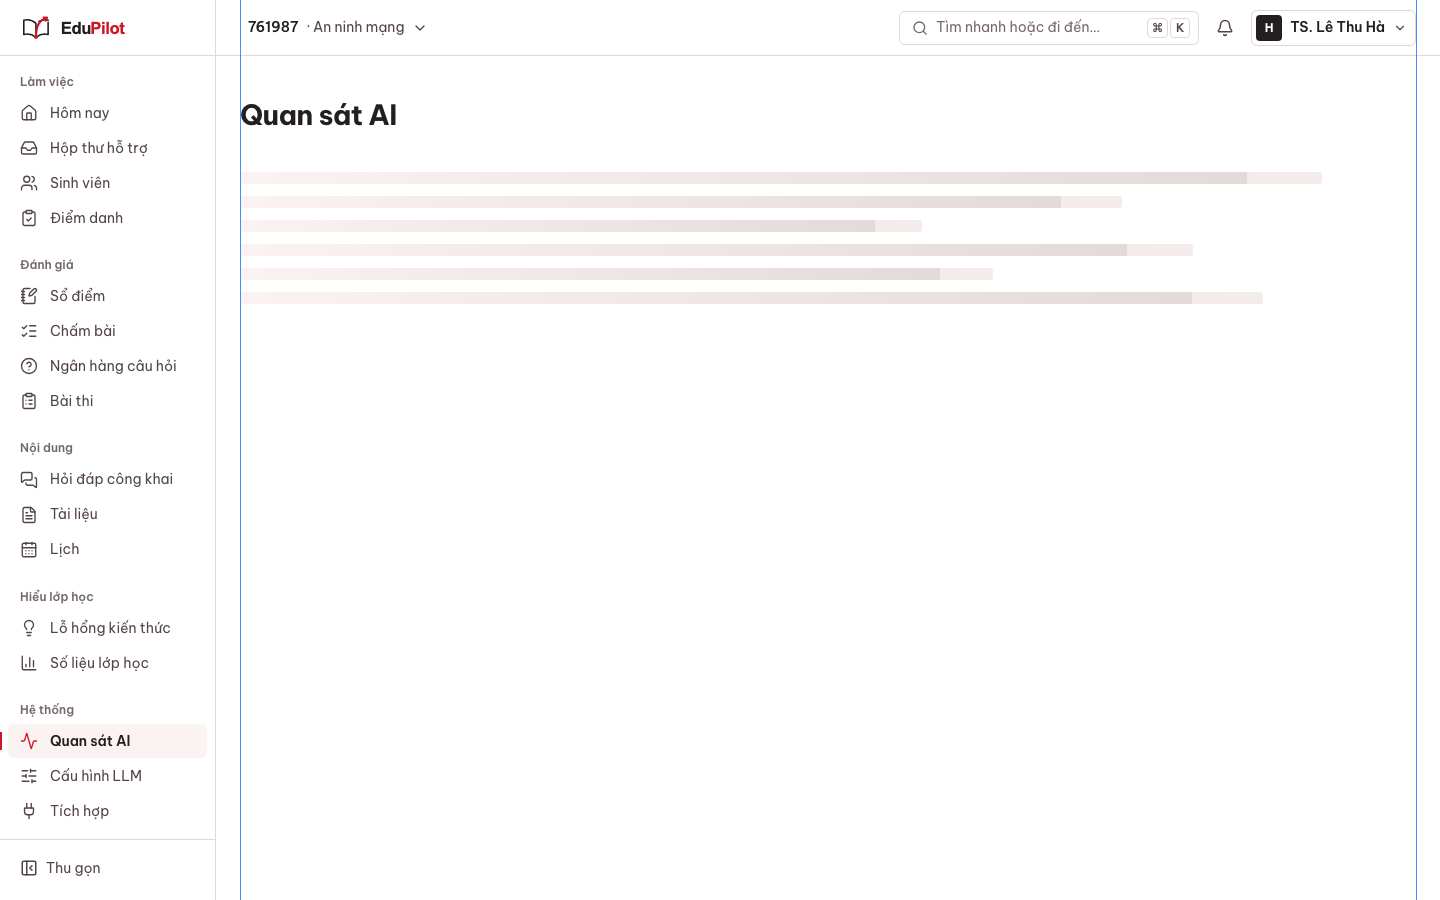 EduPilot
761987 · An ninh mạng
Tìm nhanh hoặc đi đến...
⌘ K
H TS. Lê Thu Hà
Làm việc
Hôm nay
Hộp thư hỗ trợ
Sinh viên
Điểm danh
Đánh giá
Sổ điểm
Chấm bài
Ngân hàng câu hỏi
Bài thi
Nội dung
Hỏi đáp công khai
Tài liệu
Lịch
Hiểu lớp học
Lỗ hổng kiến thức
Số liệu lớp học
Hệ thống
Quan sát AI
Cấu hình LLM
Tích hợp
Thu gọn
Quan sát AI